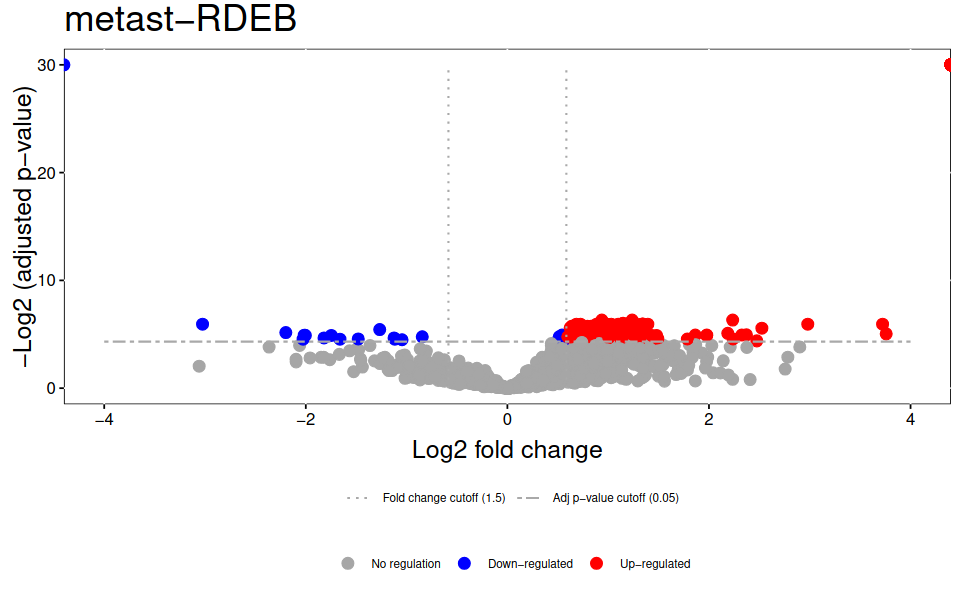 metast−RDEB
−Log2 (adjusted p−value)
30
20
10
0
−4
−2
0
2
4
Log2 fold change
Fold change cutoff (1.5)
Adj p−value cutoff (0.05)
No regulation
Down−regulated
Up−regulated